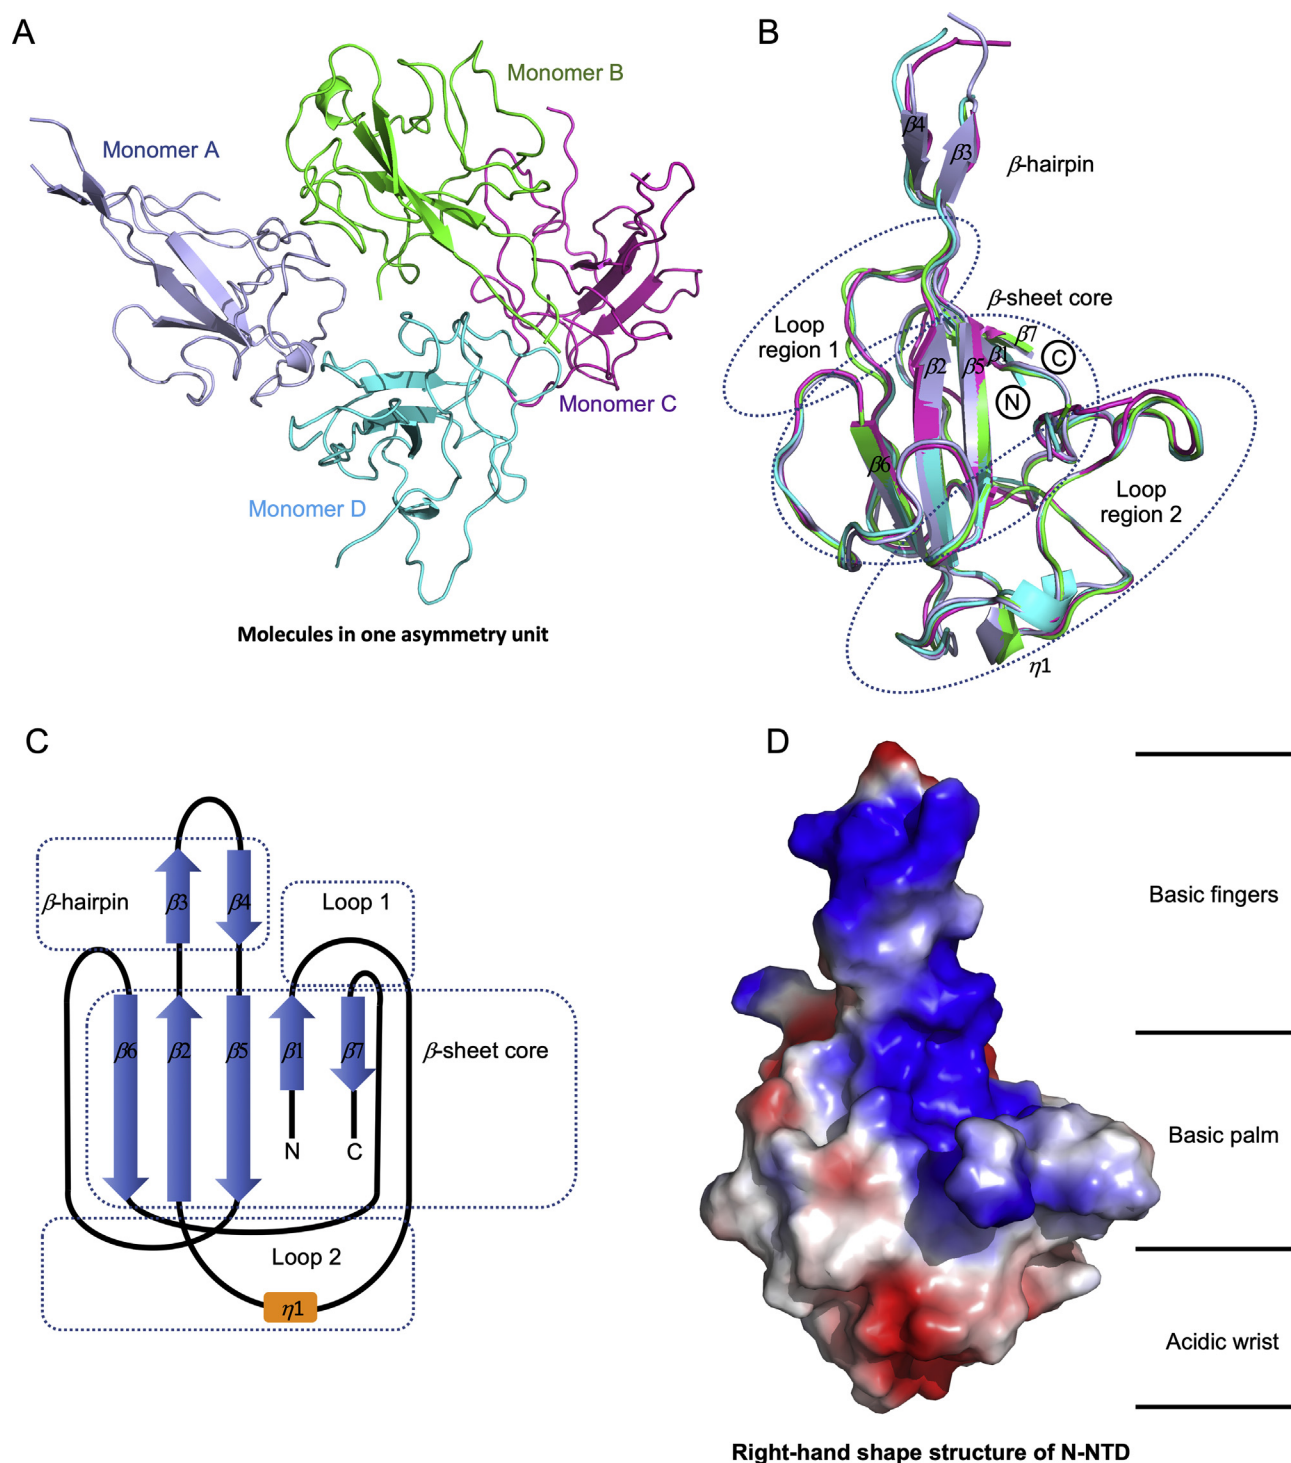 A
Monomer B
Monomer A
Monomer C
Monomer D
Molecules in one asymmetry unit
B
β4
β3
β-hairpin
β-sheet core
Loop
region 1
β7
β1
C
β2
β5
N
β6
Loop
region 2
η1
C
β-hairpin
β3
β4
Loop 1
β6
β2
β5
β1
β7
β-sheet core
N
C
Loop 2
η1
D
Basic fingers
Basic palm
Acidic wrist
Right-hand shape structure of N-NTD